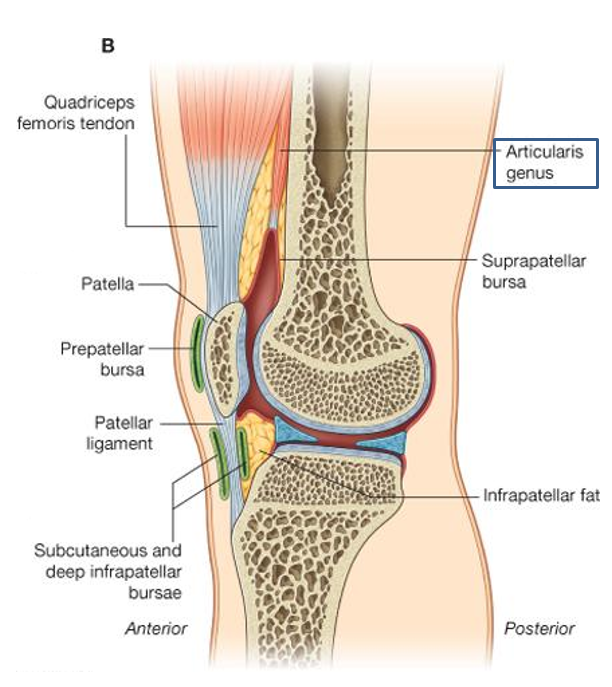 B
Quadriceps
femoris tendon
Articularis
genus
Suprapatellar
bursa
Patella
Prepatellar
bursa
Patellar
ligament
Infrapatellar fat
Subcutaneous and
deep infrapatellar
bursae
Anterior
Posterior